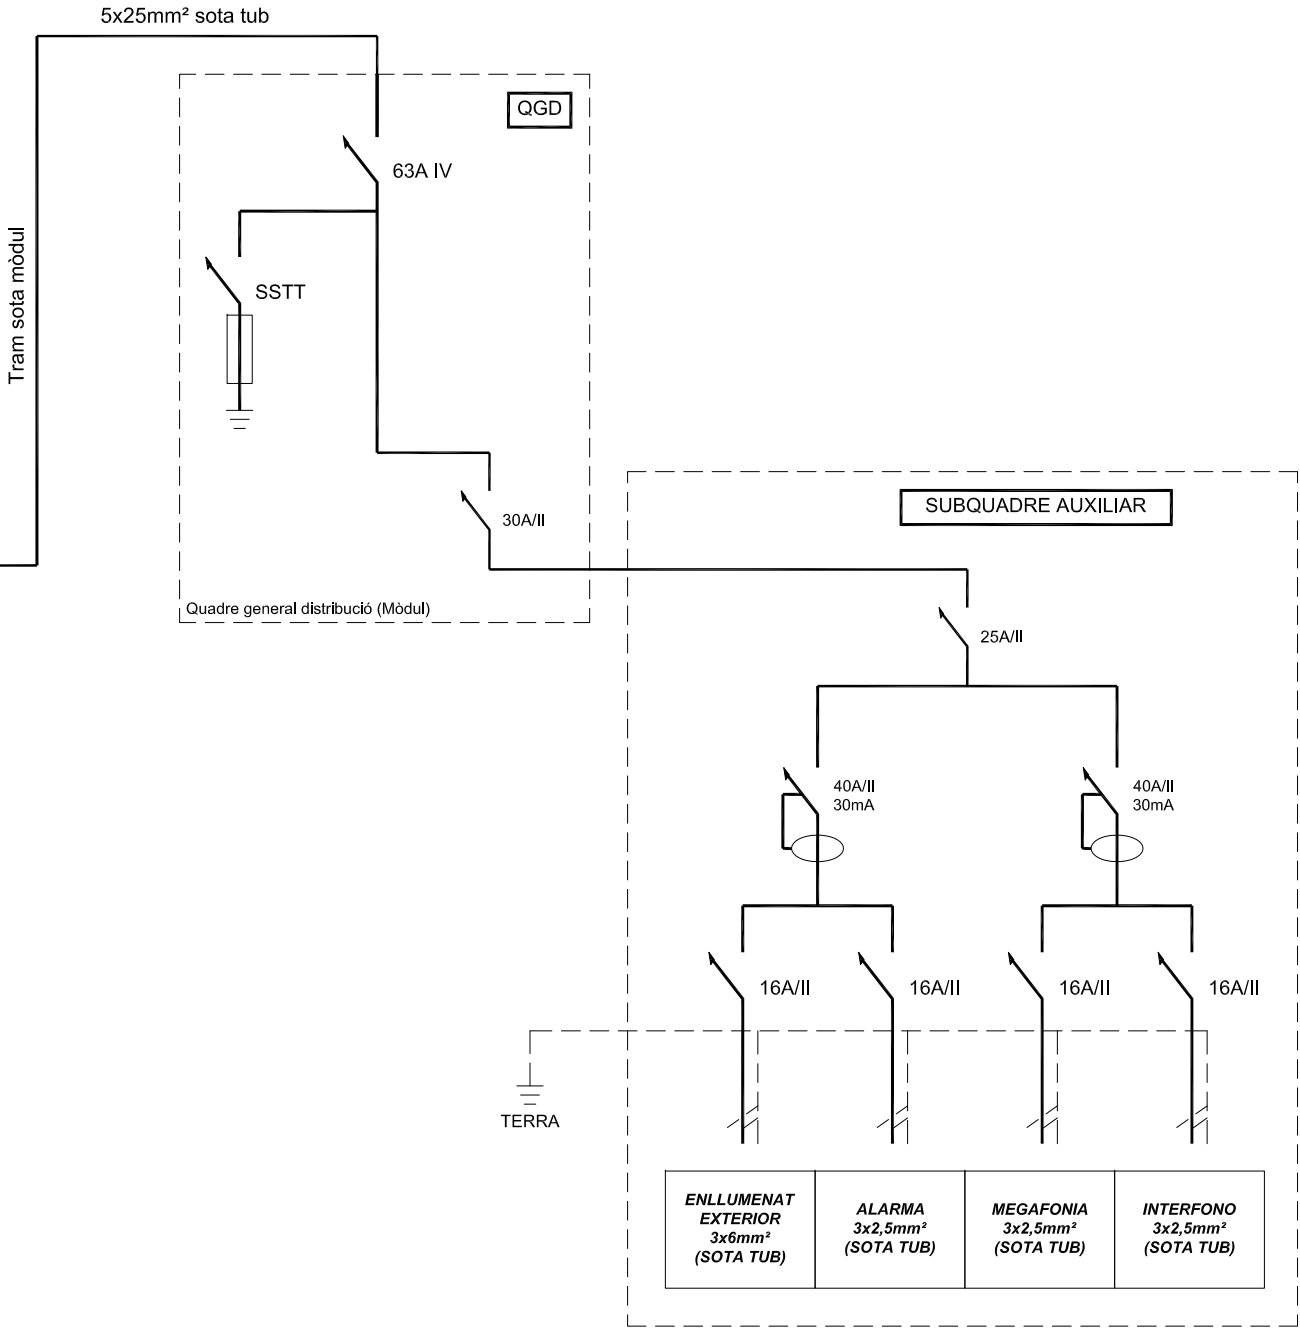 5x25mm² sota tub
QGD
63A IV
Tram sota mòdul
SSTT
30A/II
Quadre general distribució (Mòdul)
SUBQUADRE AUXILIAR
25A/II
40A/II
30mA
40A/II
30mA
16A/II
16A/II
16A/II
16A/II
TERRA
ENLLUMENAT
EXTERIOR
3x6mm²
(SOTA TUB)
ALARMA
3x2,5mm²
(SOTA TUB)
MEGAFONIA
3x2,5mm²
(SOTA TUB)
INTERFONO
3x2,5mm²
(SOTA TUB)